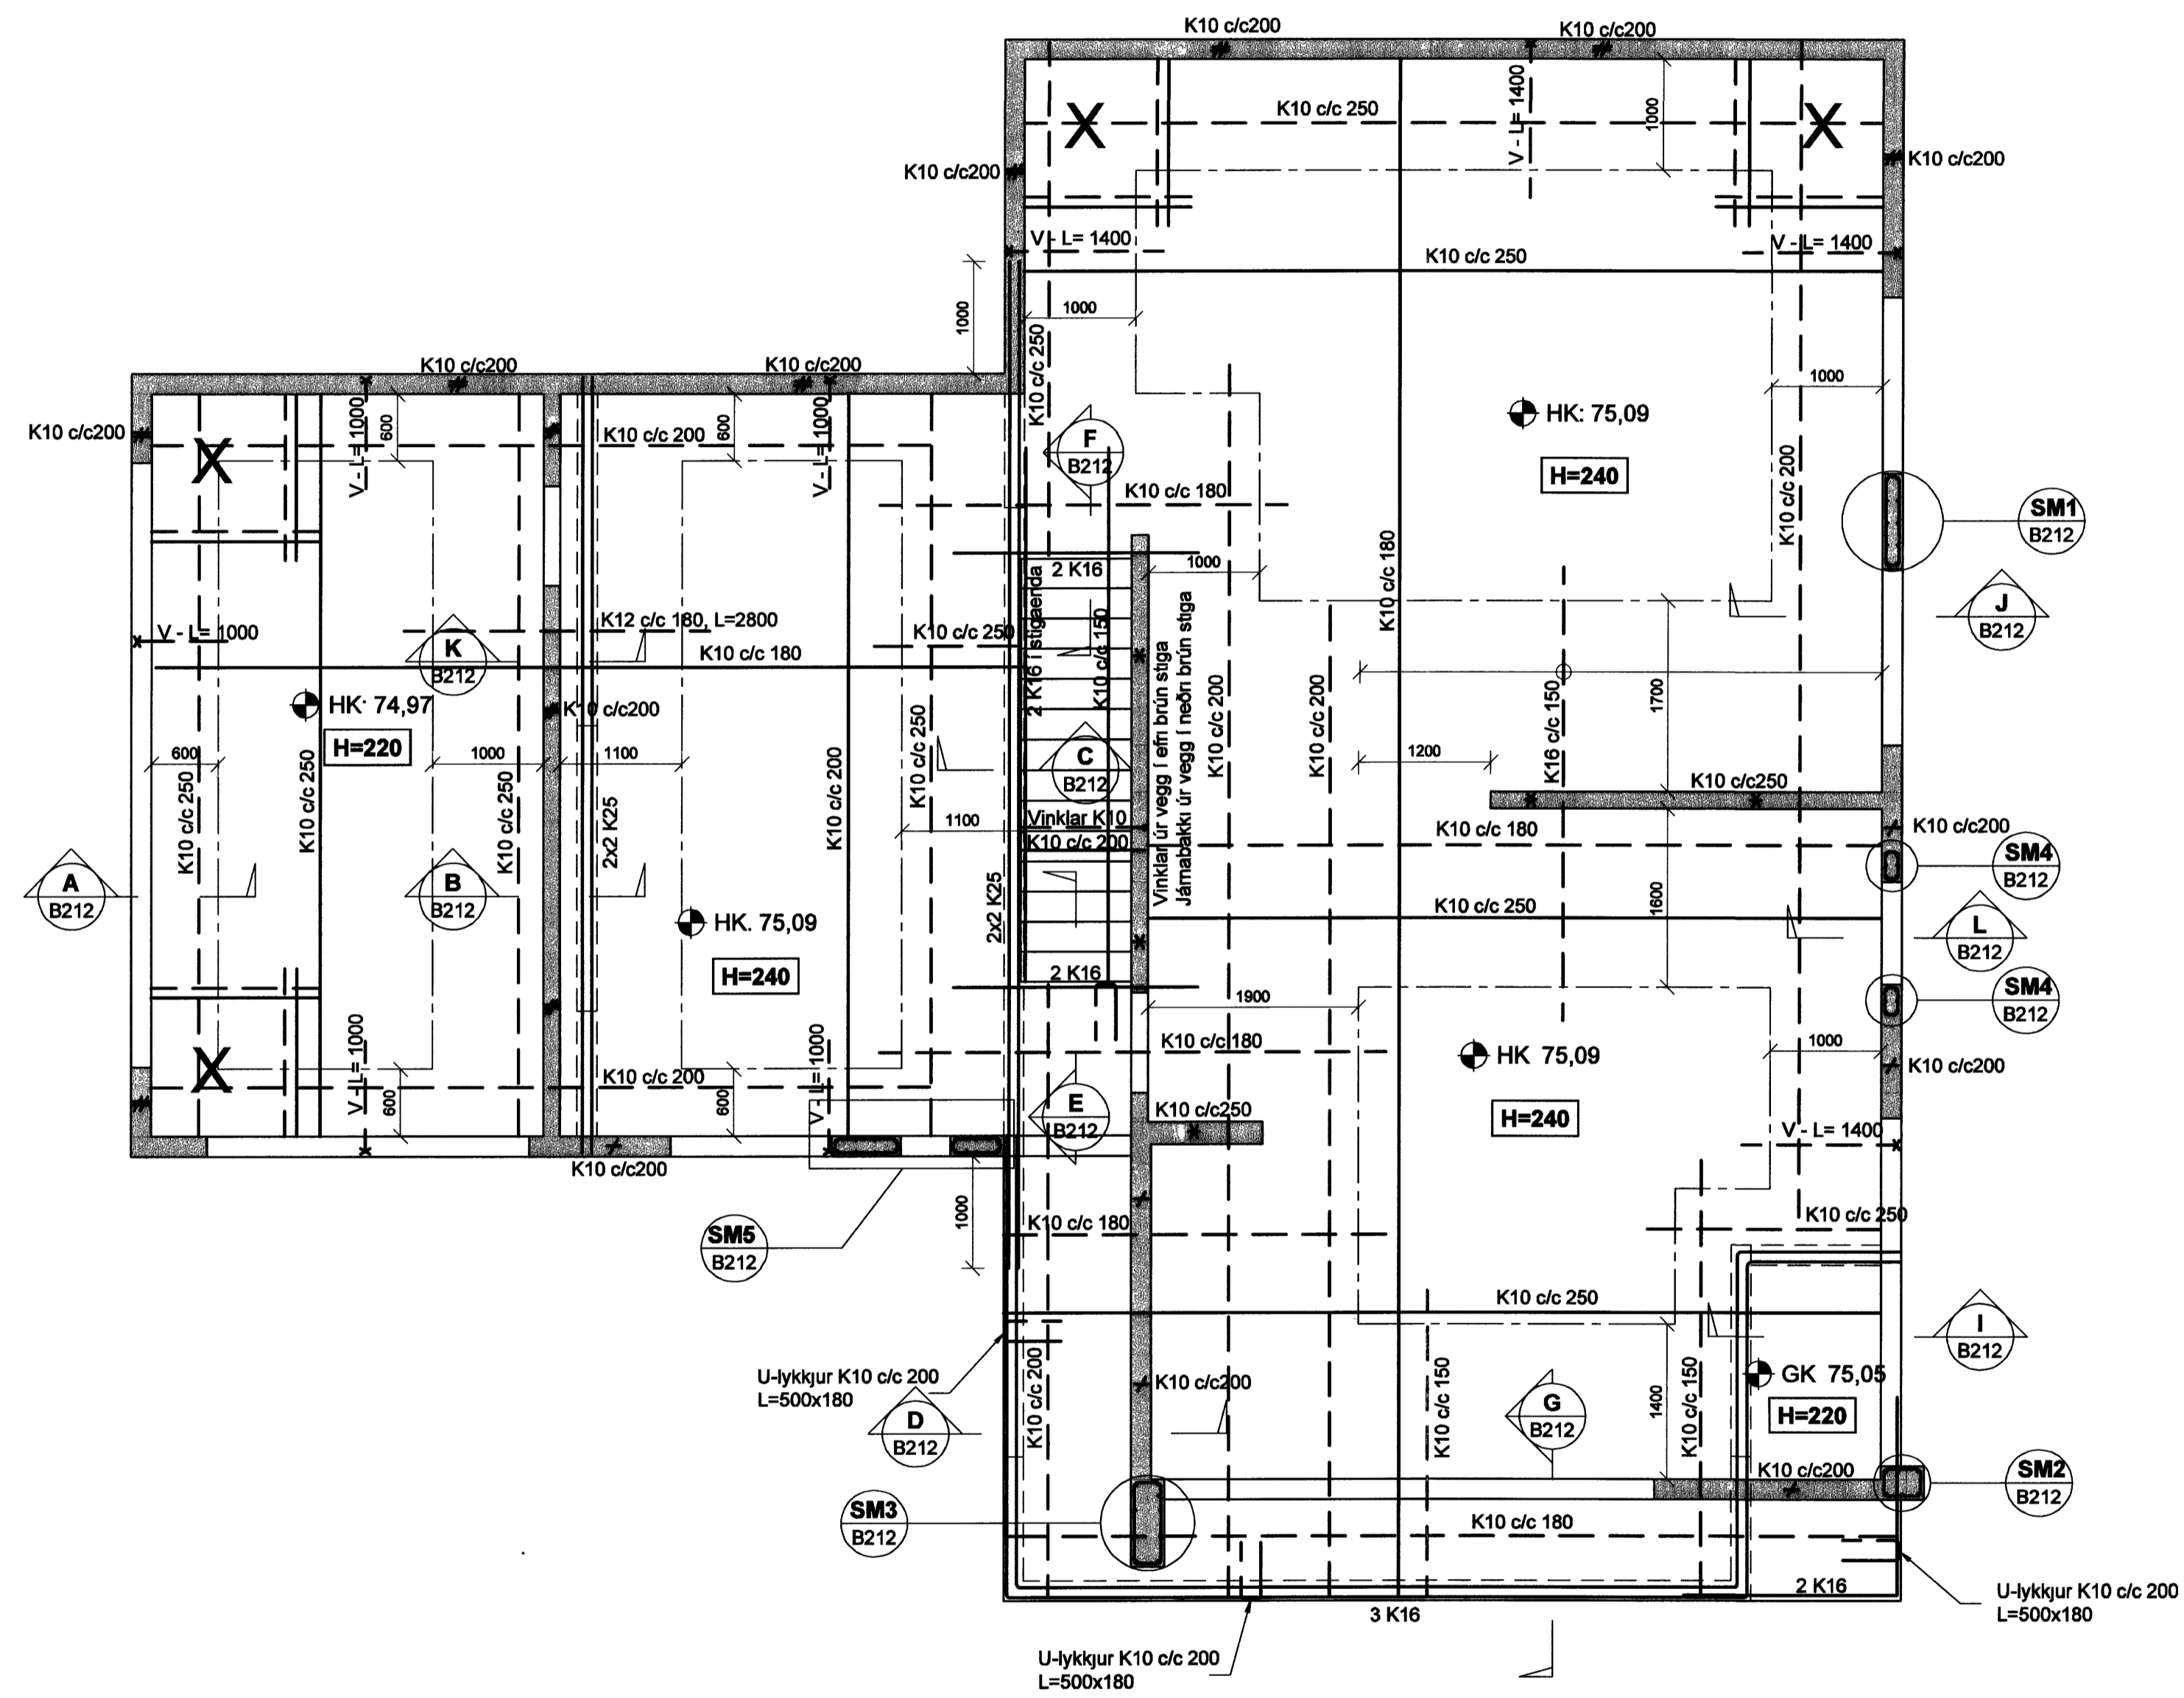 K10 c/c200
K10 c/c200
K10 c/c 250
V - L= 1400
1000
X
X
K10 c/c200
K10 c/c200
V - L= 1400
V - L= 1400
K10 c/c 250
1000
1000
K10 c/c 250
K10 c/c200
K10 c/c200
1000
K10 c/c200
X
V - L= 1000
600
K10 c/c 200
600
V - L= 1000
F
B212
HK: 75,09
H=240
K10 c/c 200
K10 c/c 180
SM1
B212
K10 c/c 180
1000
2 K16
2 K16 í stigaenda
K10 c/c 150
Vinklar úr vegg í efri brún stiga
Járnabakki úr vegg í neðri brún stiga
J
B212
V - L= 1000
K12 c/c 180, L=2800
K10 c/c 250
K10 c/c 180
K
B212
HK: 74,97
H=220
K10 c/c200
600
1000
1100
K10 c/c 250
K10 c/c 250
K10 c/c 250
2x2 K25
K10 c/c 200
K10 c/c 250
C
B212
K10 c/c 200
K10 c/c 200
K16 c/c 150
1700
1200
K10 c/c250
1100
Vinklar K10
K10 c/c 200
K10 c/c 180
K10 c/c200
SM4
B212
A
B212
B
B212
2x2 K25
K10 c/c 250
1600
L
B212
HK. 75,09
H=240
2 K16
1900
SM4
B212
K10 c/c 180
HK 75,09
H=240
1000
K10 c/c200
X
V - L= 1000
600
K10 c/c 200
600
V - L= 1000
E
B212
K10 c/c250
V - L= 1400
K10 c/c200
1000
K10 c/c 180
K10 c/c 250
SM5
B212
K10 c/c 250
I
B212
U-lykkjur K10 c/c 200
L=500x180
D
B212
K10 c/c 200
K10 c/c200
K10 c/c 150
G
B212
1400
K10 c/c 150
GK 75,05
H=220
K10 c/c200
SM2
B212
SM3
B212
K10 c/c 180
2 K16
3 K16
U-lykkjur K10 c/c 200
L=500x180
U-lykkjur K10 c/c 200
L=500x180